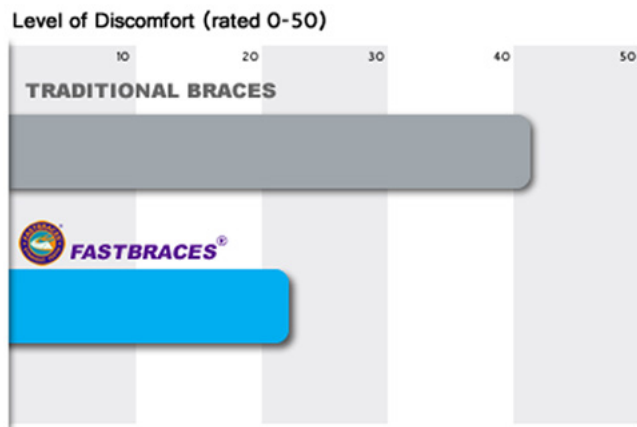 Level of Discomfort (rated 0-50)
10 20 30 40 50
TRADITIONAL BRACES
FASTBRACES®